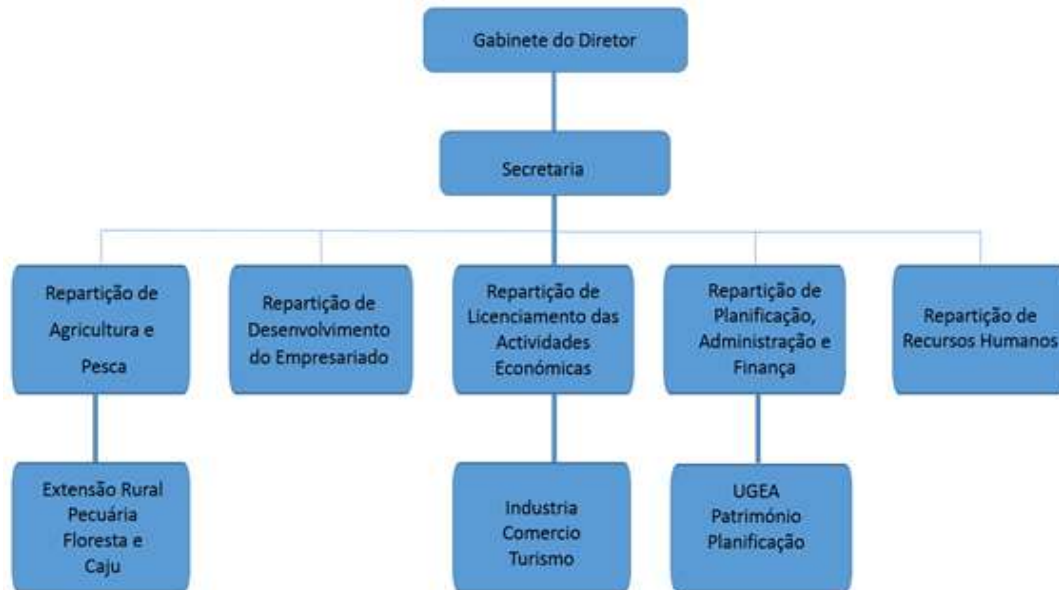 Gabinete do Diretor
Secretaria
Repartição de
Agricultura e
Pesca
Repartição de
Desenvolvimento
do Empresariado
Repartição de
Licenciamento das
Actividades
Económicas
Repartição de
Planificação,
Administração e
Finança
Repartição de
Recursos Humanos
Extensão Rural
Pecuária
Floresta e
Caju
Industria
Comercio
Turismo
UGEA
Património
Planificação